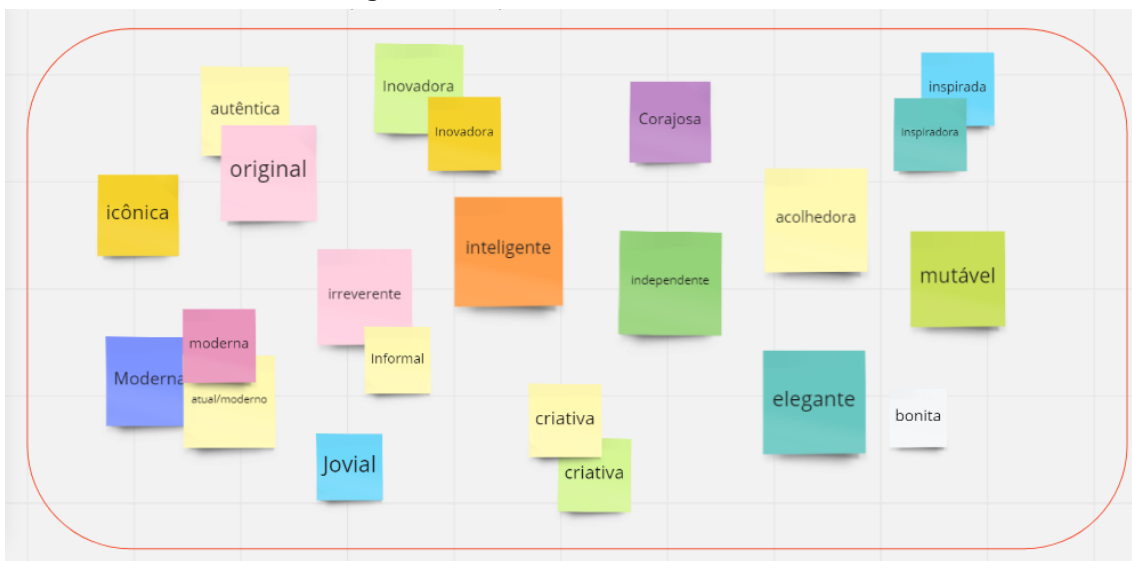 Inovadora
inspirada
autêntica
Corajosa
Inovadora
inspiradora
original
icônica
acolhedora
inteligente
mutável
independente
irreverente
moderna
Informal
Moderna
atual/moderno
elegante
bonita
criativa
Jovial
criativa